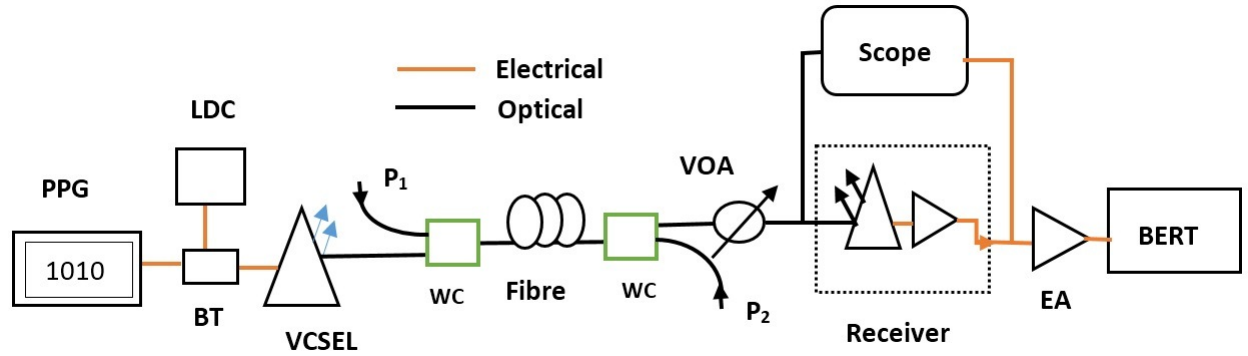 Scope
Electrical
Optical
LDC
PPG
P1
VOA
1010
BERT
WC
Fibre
WC
P2
BT
EA
VCSEL
Receiver